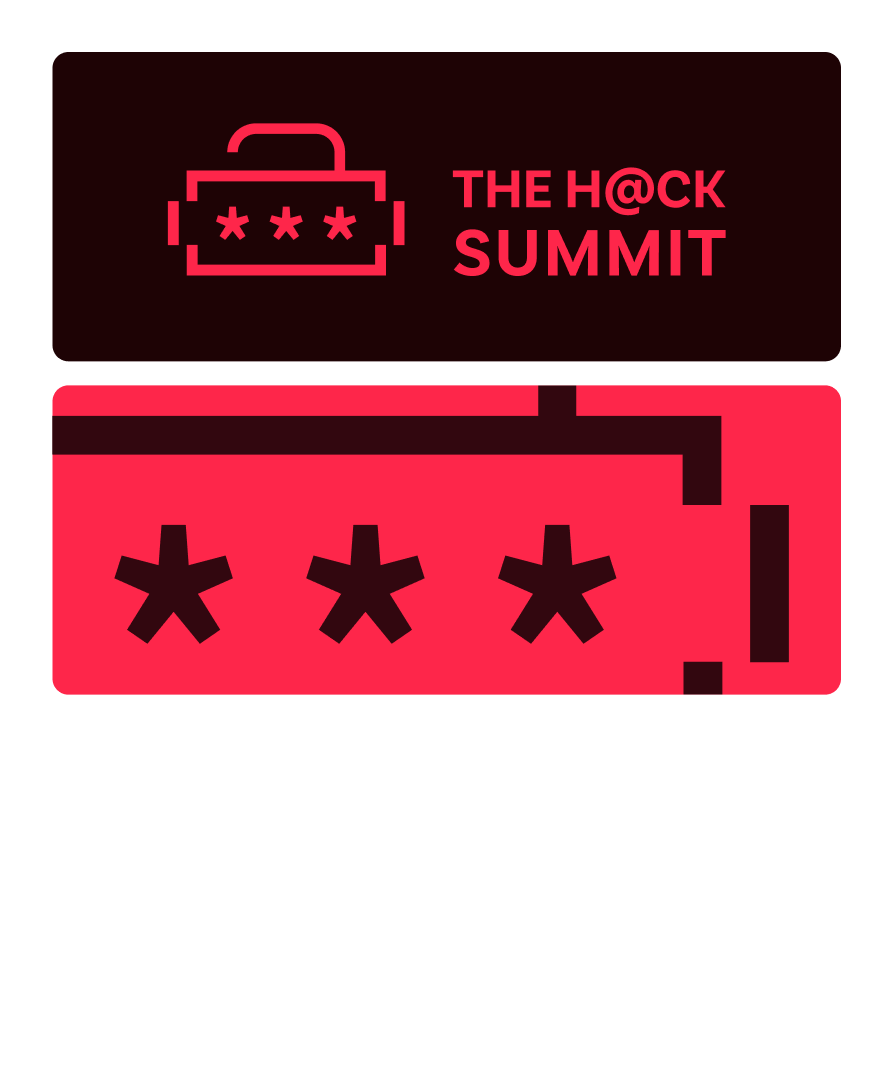 * * *
THE H@CK
SUMMIT
* * *